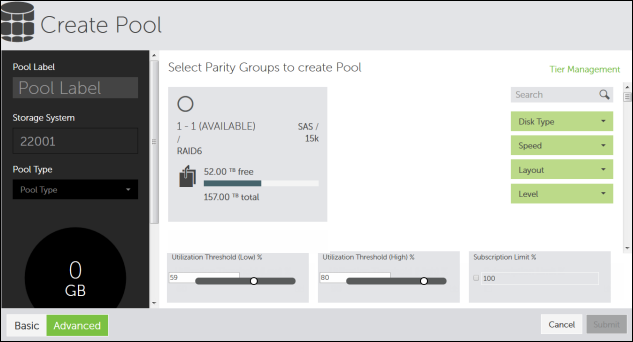 Create Pool
Pool Label
Pool Label
Storage System
22001
Pool Type
Pool Type
0
GB
Select Parity Groups to create Pool
Tier Management
1 - 1 (AVAILABLE)
/
RAID6
SAS /
15k
52.00 TB free
157.00 TB total
Search
Disk Type
Speed
Layout
Level
Utilization Threshold (Low) %
59
Utilization Threshold (High) %
80
Subscription Limit %
100
Basic
Advanced
Cancel
Submit